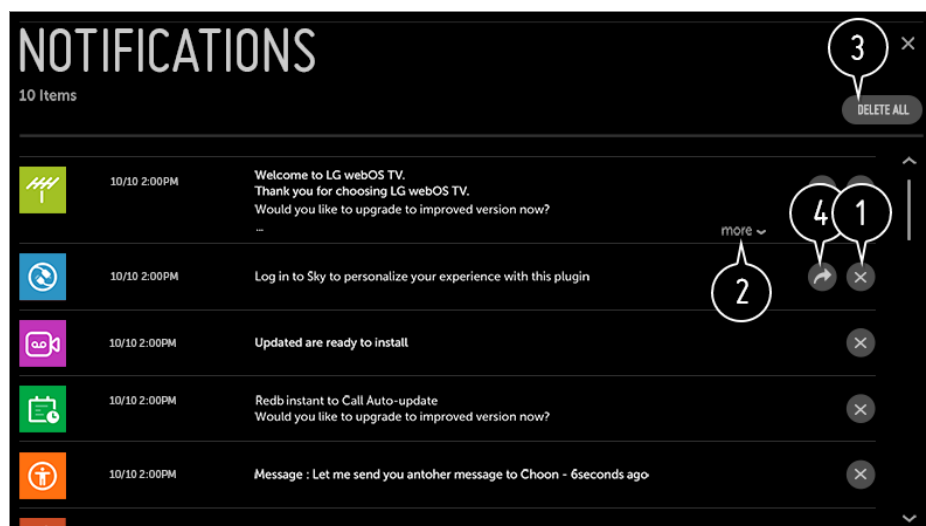 NOTIFICATIONS
3
10 Items
DELETE ALL
10/10 2:00PM
Welcome to LG webOS TV.
Thank you for choosing LG webOS TV.
Would you like to upgrade to improved version now?
...
more
4
1
10/10 2:00PM
Log in to Sky to personalize your experience with this plugin
2
10/10 2:00PM
Updated are ready to install
10/10 2:00PM
Redb instant to Call Auto-update
Would you like to upgrade to improved version now?
10/10 2:00PM
Message : Let me send you antoher message to Choon - 6seconds ago